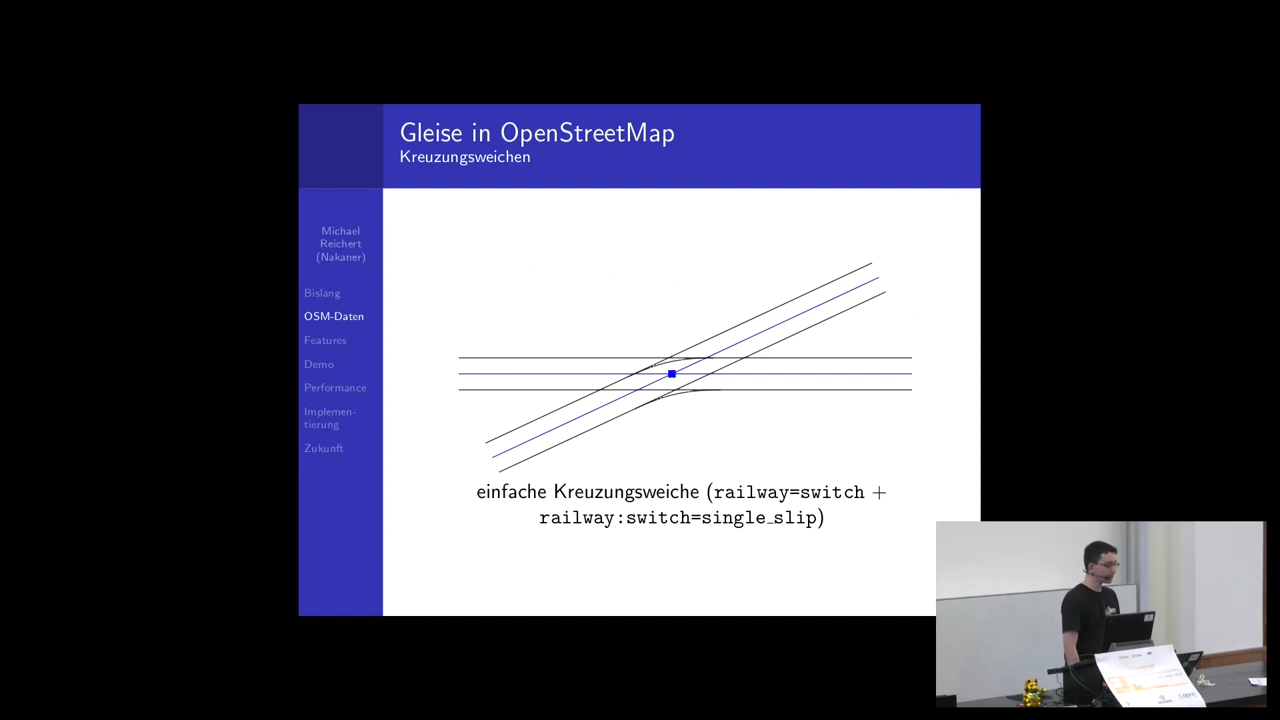 Gleise in OpenStreetMap
Kreuzungsweichen
Michael
Reichert
(Nakaner)
Bislang
OSM-Daten
Features
Demo
Performance
Implemen-
tierung
Zukunft
einfache Kreuzungsweiche (railway=switch +
railway:switch=single_slip)